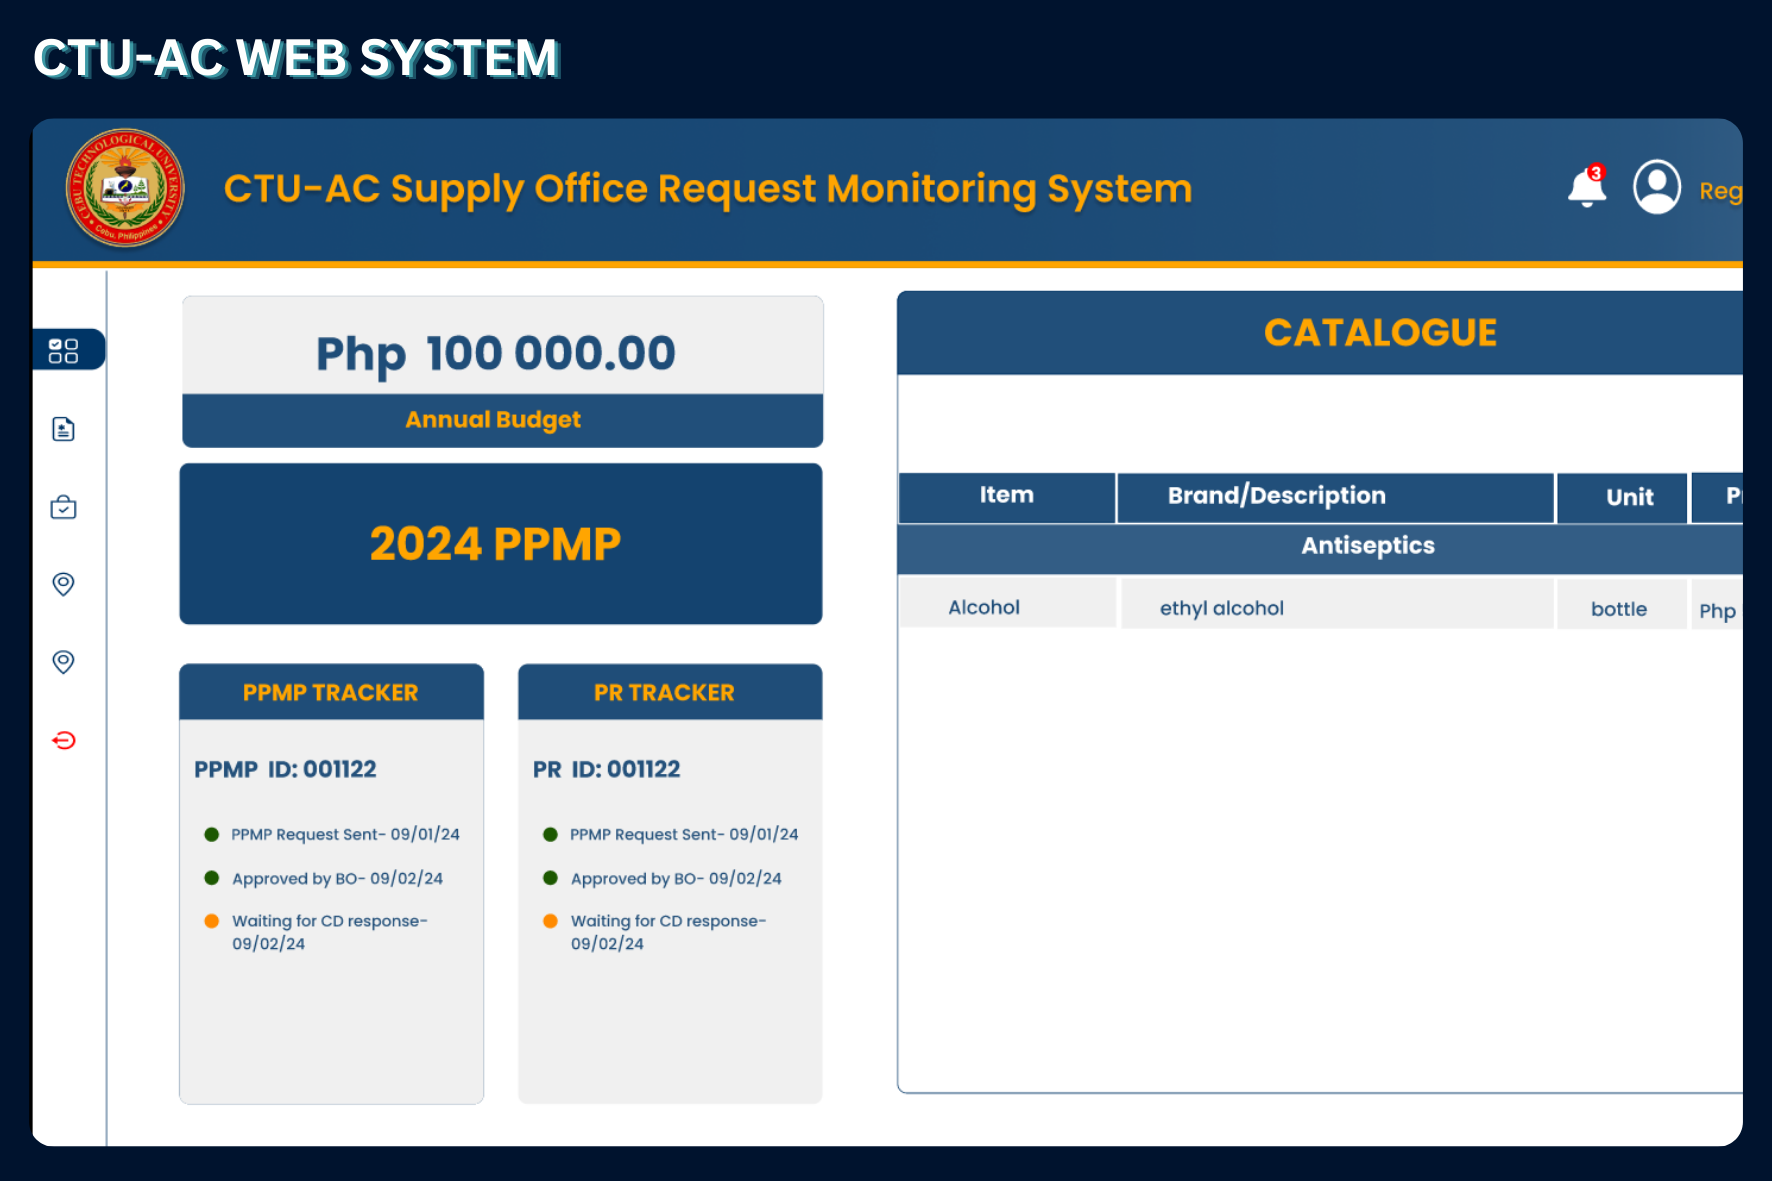 CTU-AC WEB SYSTEM
CEBU TECHNOLOGICAL UNIVERSITY
Cebu, Philippines
CTU-AC Supply Office Request Monitoring System
3
Reg
Php 100 000.00
Annual Budget
2024 PPMP
PPMP TRACKER
PPMP ID: 001122
PPMP Request Sent- 09/01/24
Approved by BO- 09/02/24
Waiting for CD response-
09/02/24
PR TRACKER
PR ID: 001122
PPMP Request Sent- 09/01/24
Approved by BO- 09/02/24
Waiting for CD response-
09/02/24
CATALOGUE
Item Brand/Description Unit
Antiseptics
Alcohol ethyl alcohol bottle Php